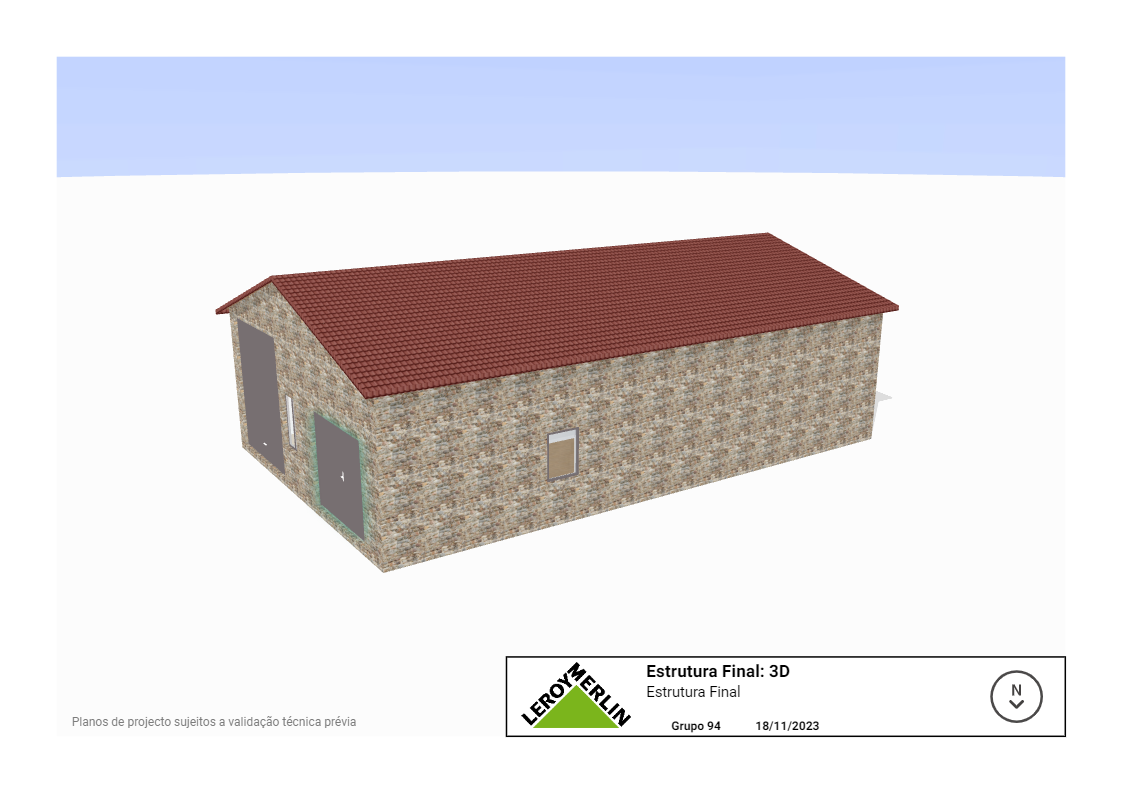 Estrutura Final: 3D
LEROY MERLIN
Estrutura Final
N
Planos de projecto sujeitos a validação técnica prévia
Grupo 94 18/11/2023